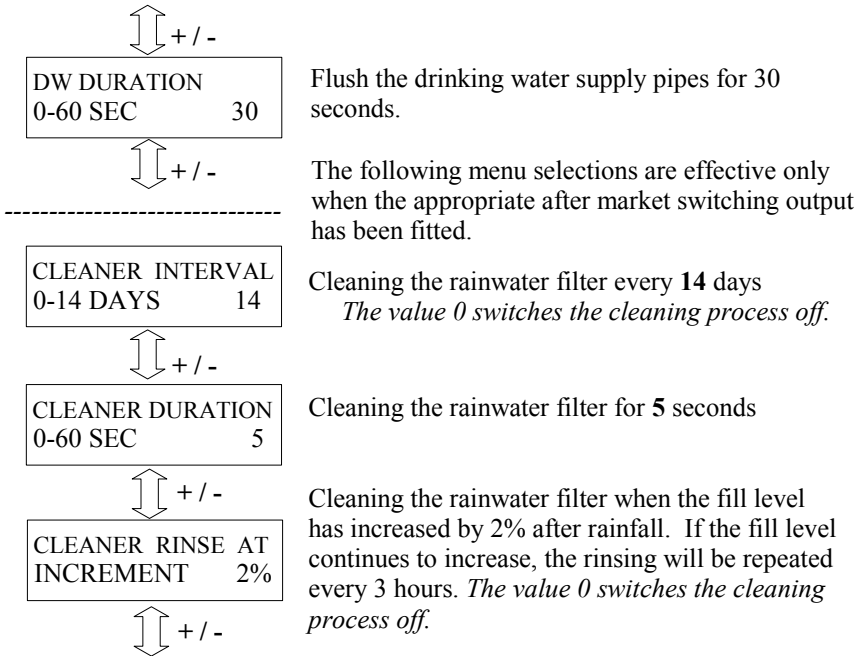 + / -
DW DURATION
0-60 SEC 30
Flush the drinking water supply pipes for 30
seconds.
+ / -
The following menu selections are effective only
when the appropriate after market switching output
has been fitted.
-------------------------------
CLEANER INTERVAL
0-14 DAYS 14
Cleaning the rainwater filter every 14 days
The value 0 switches the cleaning process off.
+ / -
CLEANER DURATION
0-60 SEC 5
Cleaning the rainwater filter for 5 seconds
+ / -
CLEANER RINSE AT
INCREMENT 2%
Cleaning the rainwater filter when the fill level
has increased by 2% after rainfall. If the fill level
continues to increase, the rinsing will be repeated
every 3 hours. The value 0 switches the cleaning
process off.
+ / -